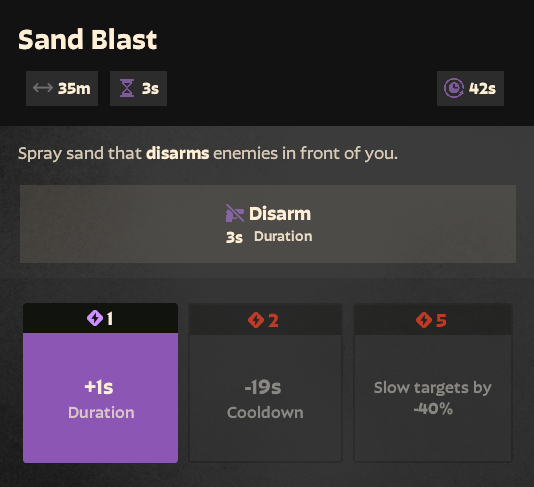 Sand Blast
35m
3s
42s
Spray sand that disarms enemies in front of you.
Disarm
3s Duration
1
2
5
+1s
Duration
-19s
Cooldown
Slow targets by
-40%